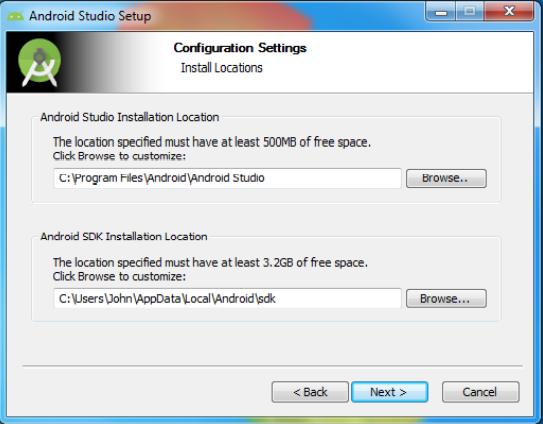 Android Studio Setup
Configuration Settings
Install Locations
Android Studio Installation Location
The location specified must have at least 500MB of free space.
Click Browse to customize:
C:\Program Files\Android\Android Studio
Browse..
Android SDK Installation Location
The location specified must have at least 3.2GB of free space.
Click Browse to customize:
C:\Users\John\AppData\Local\Android\sdk
Browse...
< Back
Next >
Cancel